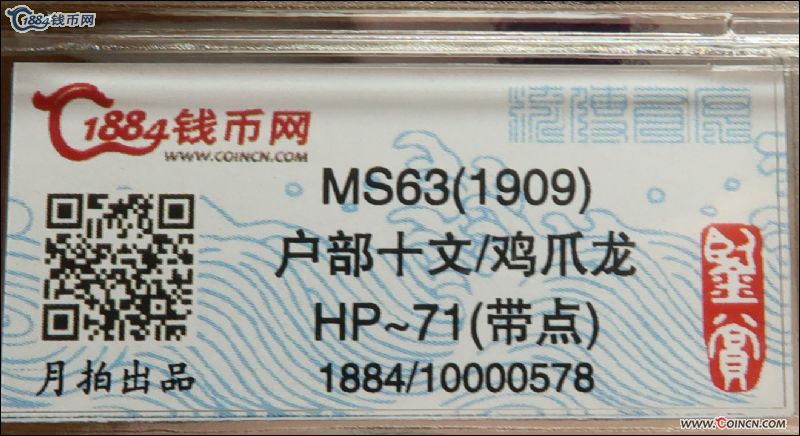 1884钱币网
1884钱币网
WWW.COINCN.COM
MS63(1909)
户部十文/鸡爪龙
HP~71(带点)
1884/10000578
月拍出品
鉴赏
WWW.COINCN.COM